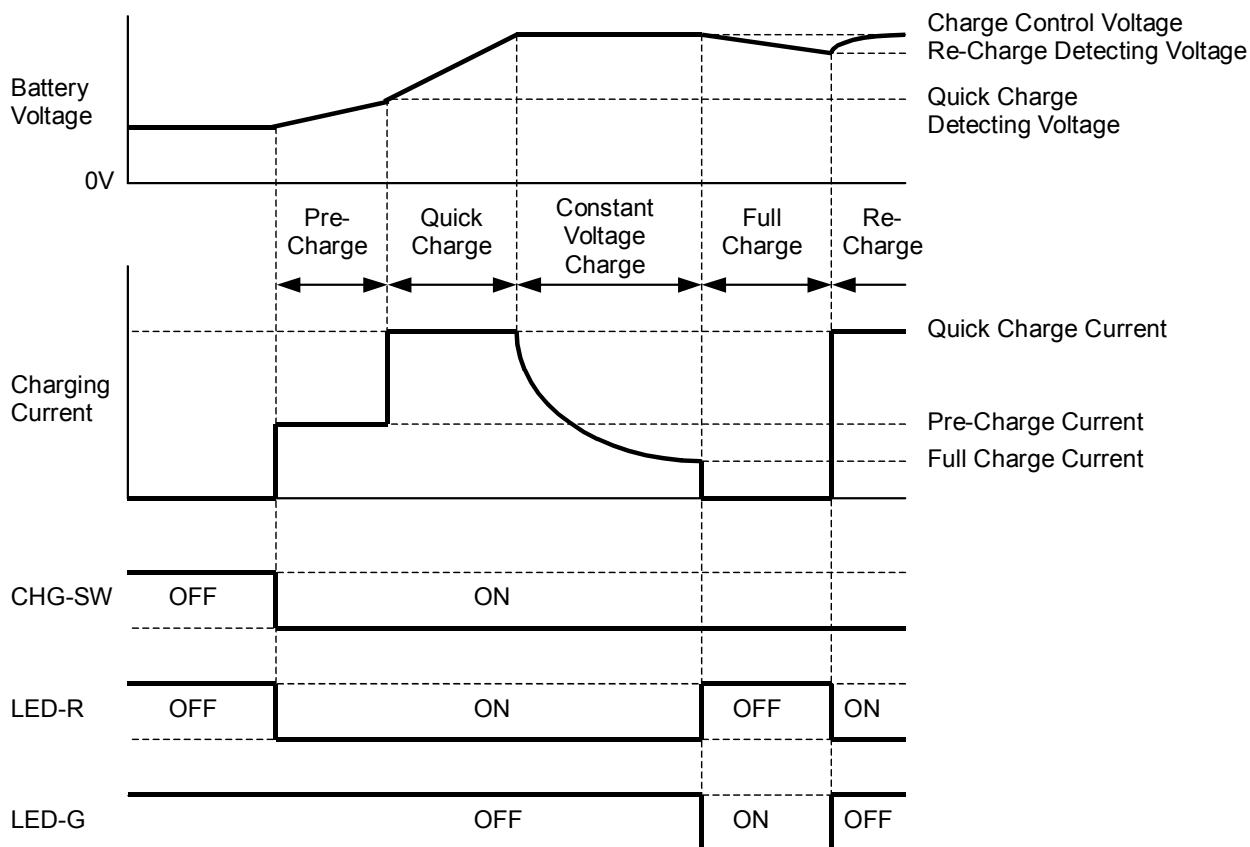 Charge Control Voltage
Re-Charge Detecting Voltage
Battery
Voltage
Quick Charge
Detecting Voltage
0V
Pre-
Charge
Quick
Charge
Constant
Voltage
Charge
Full
Charge
Re-
Charge
Quick Charge Current
Charging
Current
Pre-Charge Current
Full Charge Current
CHG-SW OFF ON
LED-R OFF ON OFF ON
LED-G OFF ON OFF